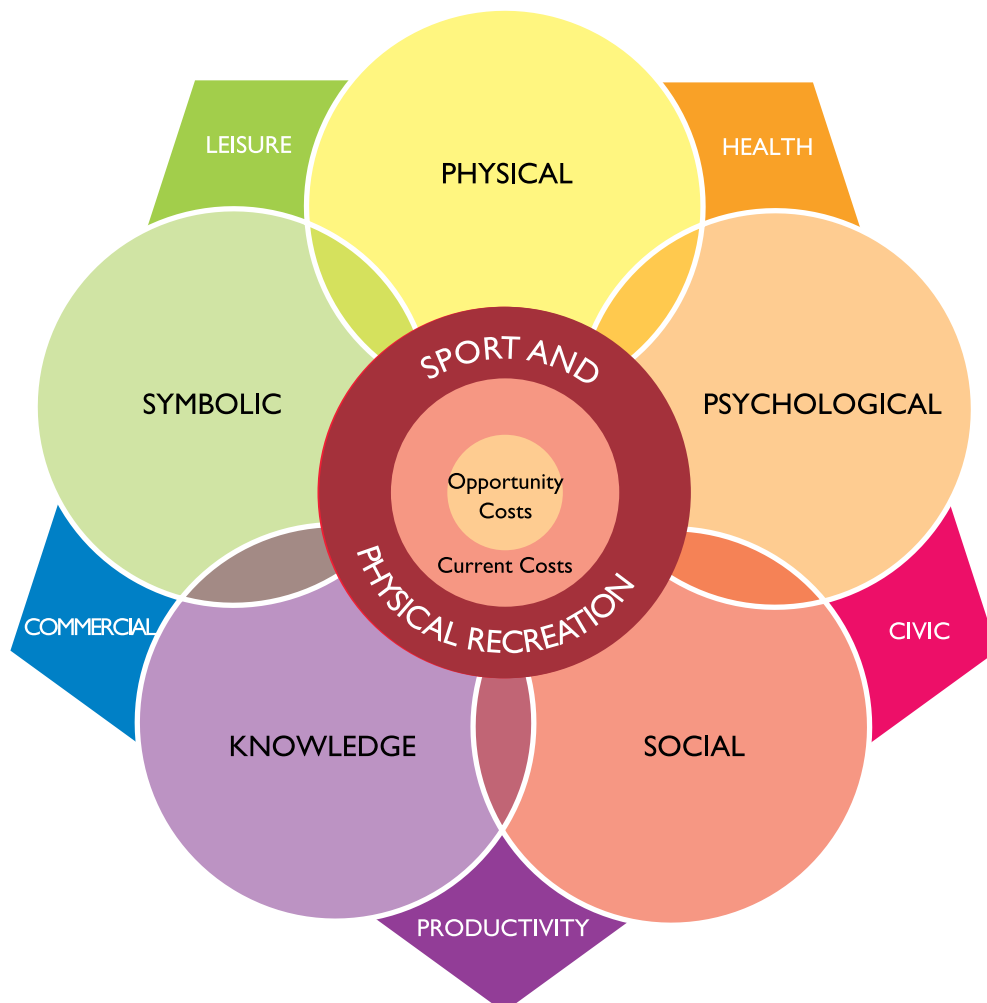 PHYSICAL
LEISURE
HEALTH
SYMBOLIC
PSYCHOLOGICAL
SPORT AND
PHYSICAL RECREATION
Opportunity
Costs
Current Costs
COMMERCIAL
CIVIC
KNOWLEDGE
SOCIAL
PRODUCTIVITY